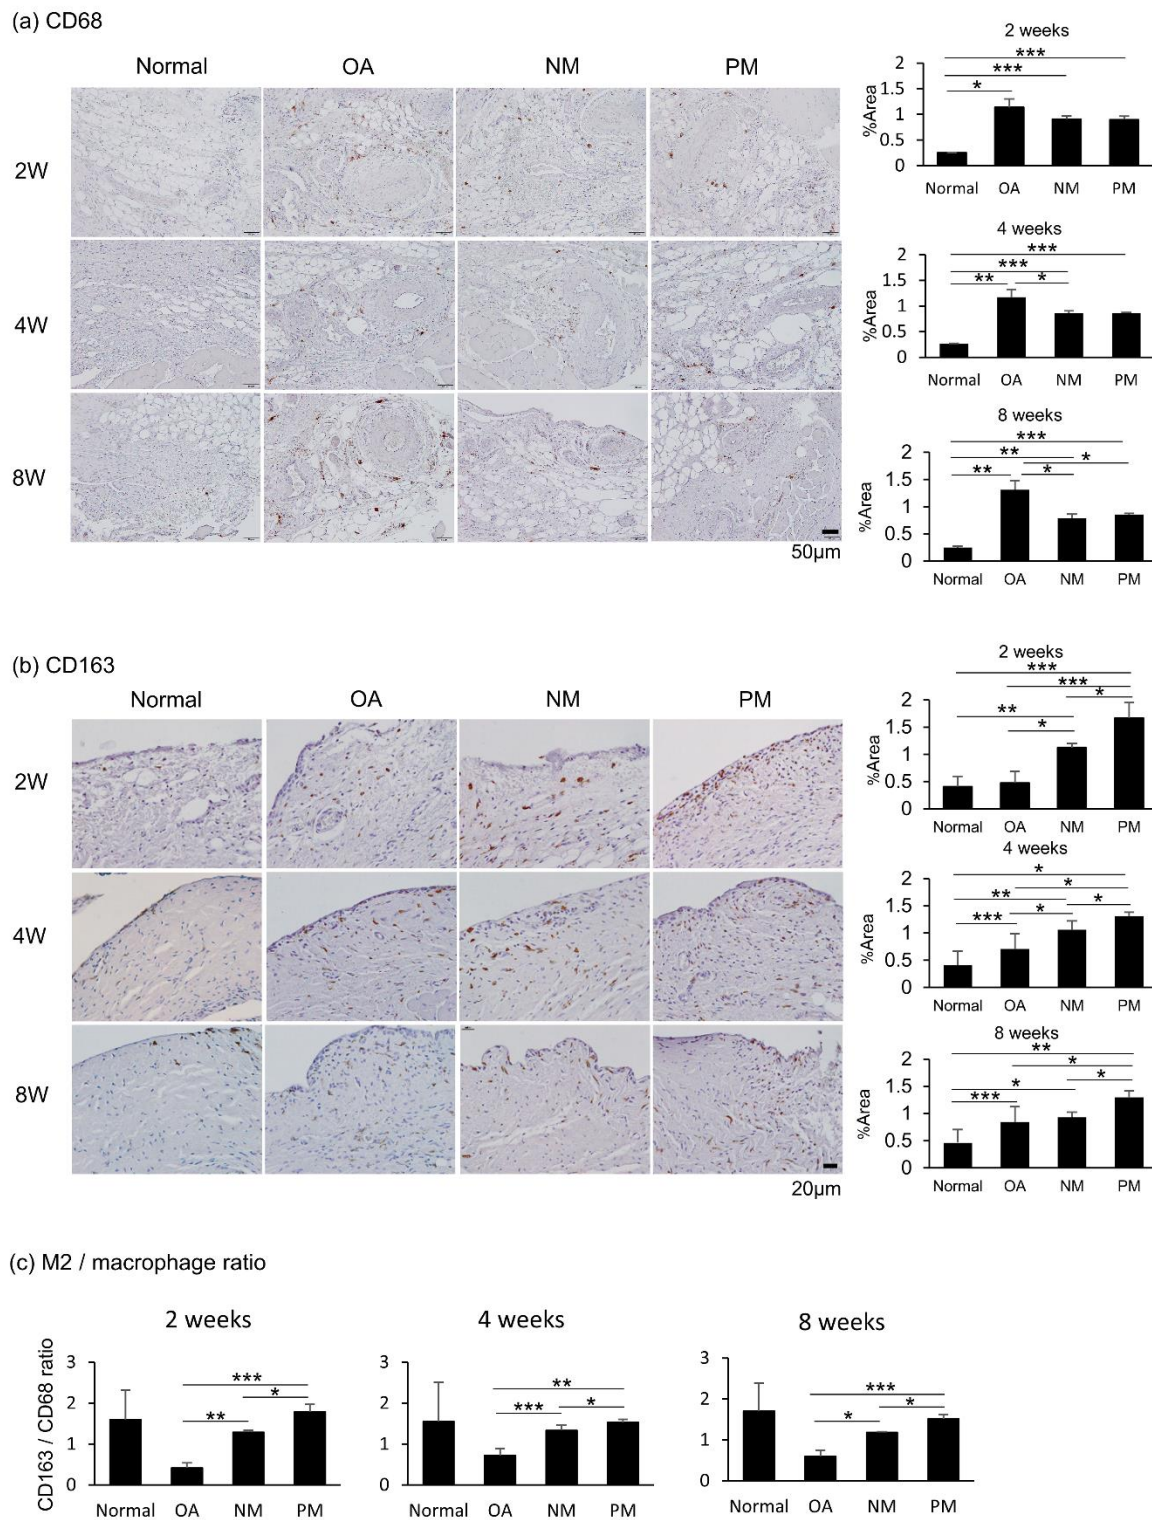 (a) CD68
Normal OA NM PM
2W
4W
8W
50µm
2 weeks
***
***
*
%Area
2
1.5
1
0.5
0
Normal OA NM PM
4 weeks
***
***
** *
%Area
2
1.5
1
0.5
0
Normal OA NM PM
8 weeks
***
** *
** *
%Area
2
1.5
1
0.5
0
Normal OA NM PM
(b) CD163
Normal OA NM PM
2W
4W
8W
20µm
2 weeks
***
***
** *
*
%Area
2
1.5
1
0.5
0
Normal OA NM PM
4 weeks
*
*
** *
*** *
%Area
2
1.5
1
0.5
0
Normal OA NM PM
8 weeks
**
*
* *
***
%Area
2
1.5
1
0.5
0
Normal OA NM PM
(c) M2 / macrophage ratio
2 weeks
CD163 / CD68 ratio
3
2
1
0
***
*
**
Normal OA NM PM
4 weeks
3
2
1
0
**
*** *
Normal OA NM PM
8 weeks
3
2
1
0
***
* *
Normal OA NM PM